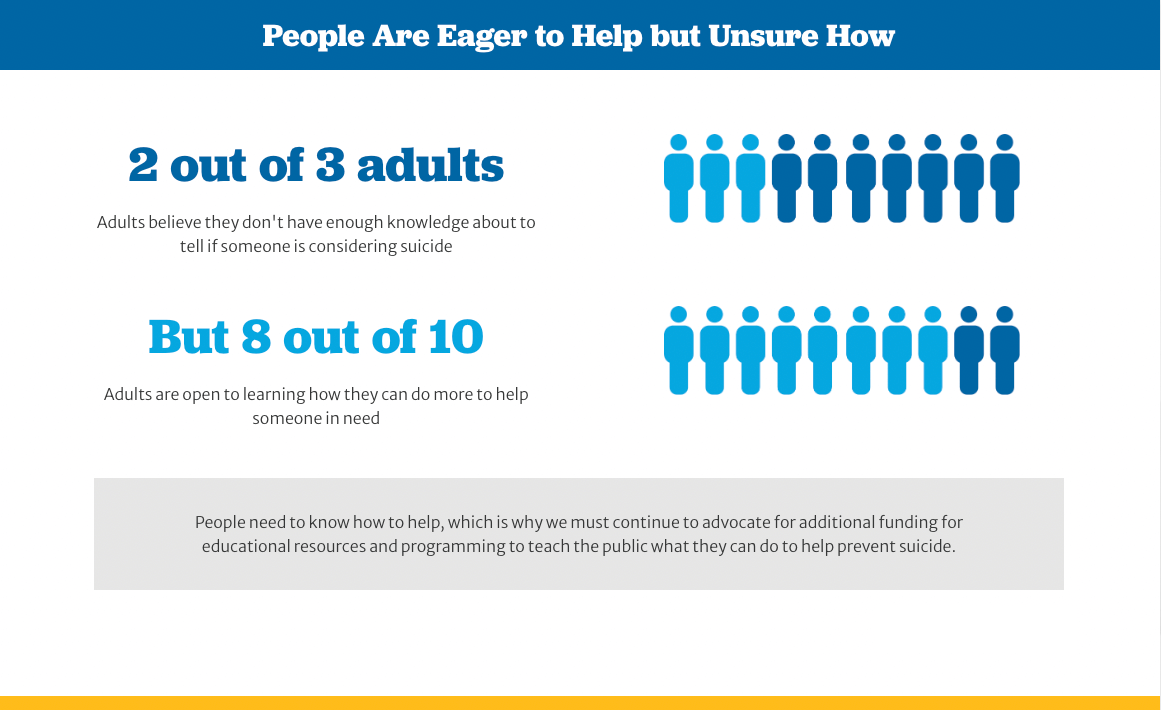 People Are Eager to Help but Unsure How
2 out of 3 adults
Adults believe they don't have enough knowledge about to
tell if someone is considering suicide
But 8 out of 10
Adults are open to learning how they can do more to help
someone in need
People need to know how to help, which is why we must continue to advocate for additional funding for
educational resources and programming to teach the public what they can do to help prevent suicide.